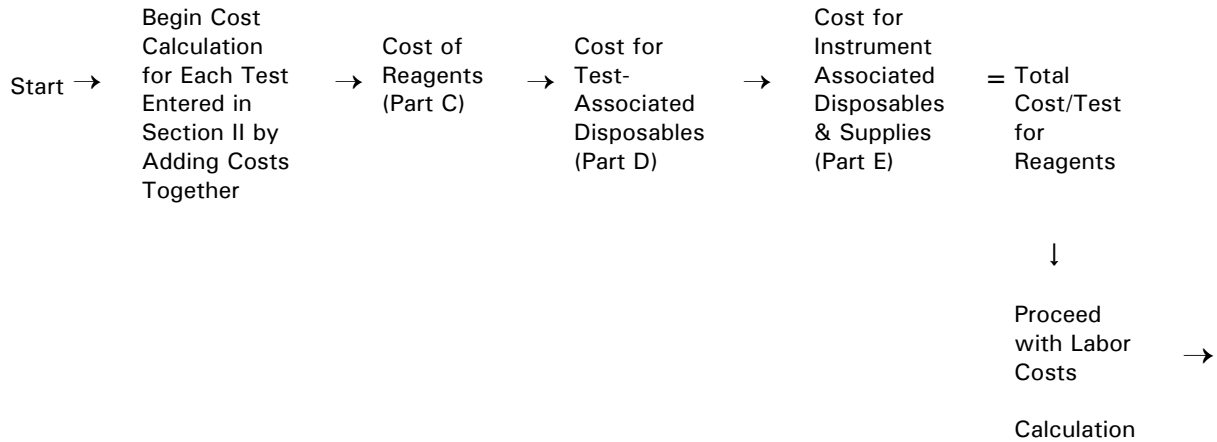 Start →
Begin Cost
Calculation
for Each Test
Entered in
Section II by
Adding Costs
Together
→
Cost of
Reagents
(Part C)
→
Cost for
Test-
Associated
Disposables
(Part D)
→
Cost for
Instrument
Associated
Disposables
& Supplies
(Part E)
=
Total
Cost/Test
for
Reagents
↓
Proceed
with Labor
Costs
Calculation
→